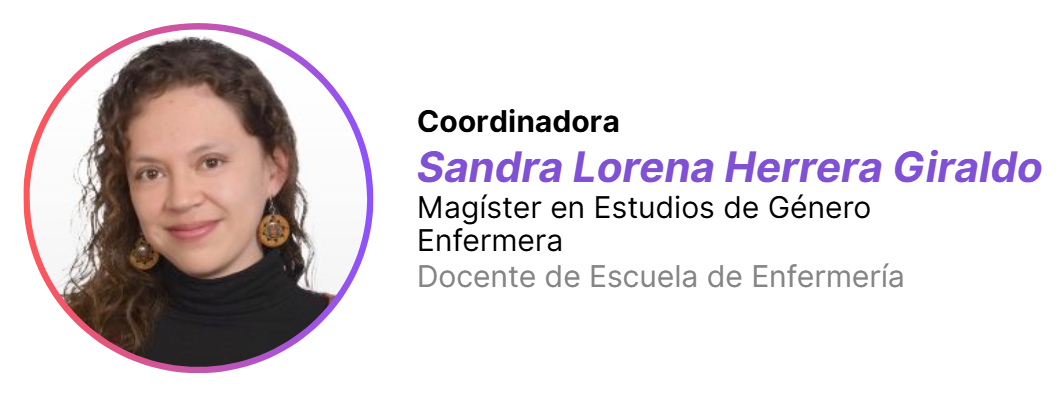 Coordinadora
Sandra Lorena Herrera Giraldo
Magíster en Estudios de Género
Enfermera
Docente de Escuela de Enfermería